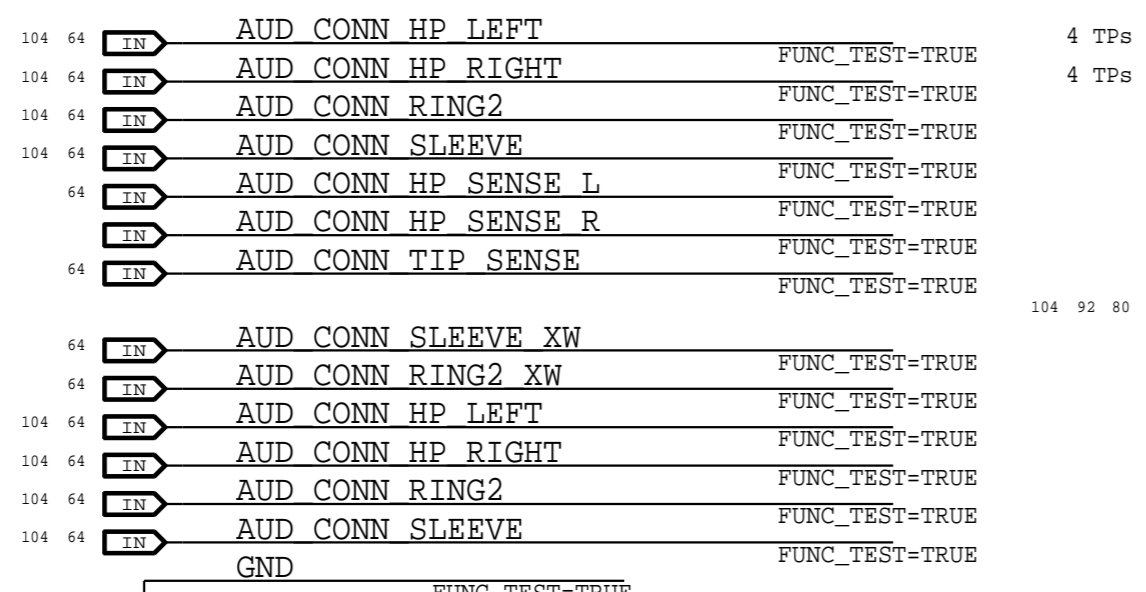 104 64 IN AUD_CONN_HP_LEFT FUNC_TEST=TRUE 4 TPs
104 64 IN AUD_CONN_HP_RIGHT FUNC_TEST=TRUE 4 TPs
104 64 IN AUD_CONN_RING2 FUNC_TEST=TRUE
104 64 IN AUD_CONN_SLEEVE FUNC_TEST=TRUE
64 IN AUD_CONN_HP_SENSE_L FUNC_TEST=TRUE
IN AUD_CONN_HP_SENSE_R FUNC_TEST=TRUE
64 IN AUD_CONN_TIP_SENSE FUNC_TEST=TRUE
104 92 80
64 IN AUD_CONN_SLEEVE_XW FUNC_TEST=TRUE
64 IN AUD_CONN_RING2_XW FUNC_TEST=TRUE
104 64 IN AUD_CONN_HP_LEFT FUNC_TEST=TRUE
104 64 IN AUD_CONN_HP_RIGHT FUNC_TEST=TRUE
104 64 IN AUD_CONN_RING2 FUNC_TEST=TRUE
104 64 IN AUD_CONN_SLEEVE FUNC_TEST=TRUE
GND FUNC_TEST=TRUE